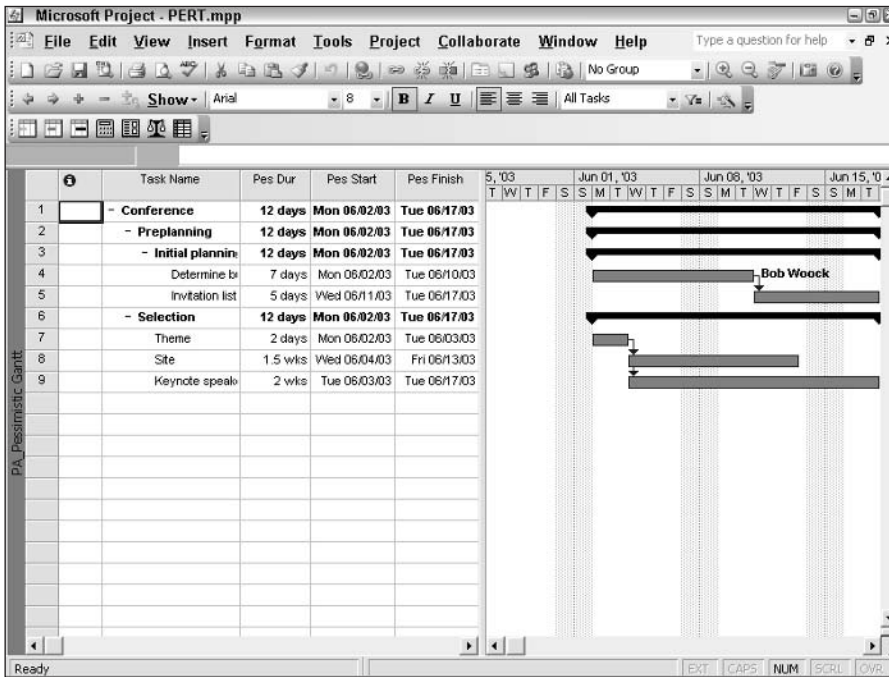 Microsoft Project - PERT.mpp
File Edit View Insert Format Tools Project Collaborate Window Help Type a question for help
No Group
Show Arial 8 B I U All Tasks
Task Name Pes Dur Pes Start Pes Finish 5, '03 Jun 01, '03 Jun 08, '03 Jun 15, '0
T W T F S S M T W T F S S M T W T F S S M T
1 - Conference 12 days Mon 06/02/03 Tue 06/17/03
2 - Preplanning 12 days Mon 06/02/03 Tue 06/17/03
3 - Initial planning 12 days Mon 06/02/03 Tue 06/17/03
4 Determine b 7 days Mon 06/02/03 Tue 06/10/03 Bob Woock
5 Invitation list 5 days Wed 06/11/03 Tue 06/17/03
6 - Selection 12 days Mon 06/02/03 Tue 06/17/03
7 Theme 2 days Mon 06/02/03 Tue 06/03/03
8 Site 1.5 wks Wed 06/04/03 Fri 06/13/03
9 Keynote speak 2 wks Tue 06/03/03 Tue 06/17/03
PA_Pessimistic Gantt
Ready EXT CAPS NUM SCRL OVR